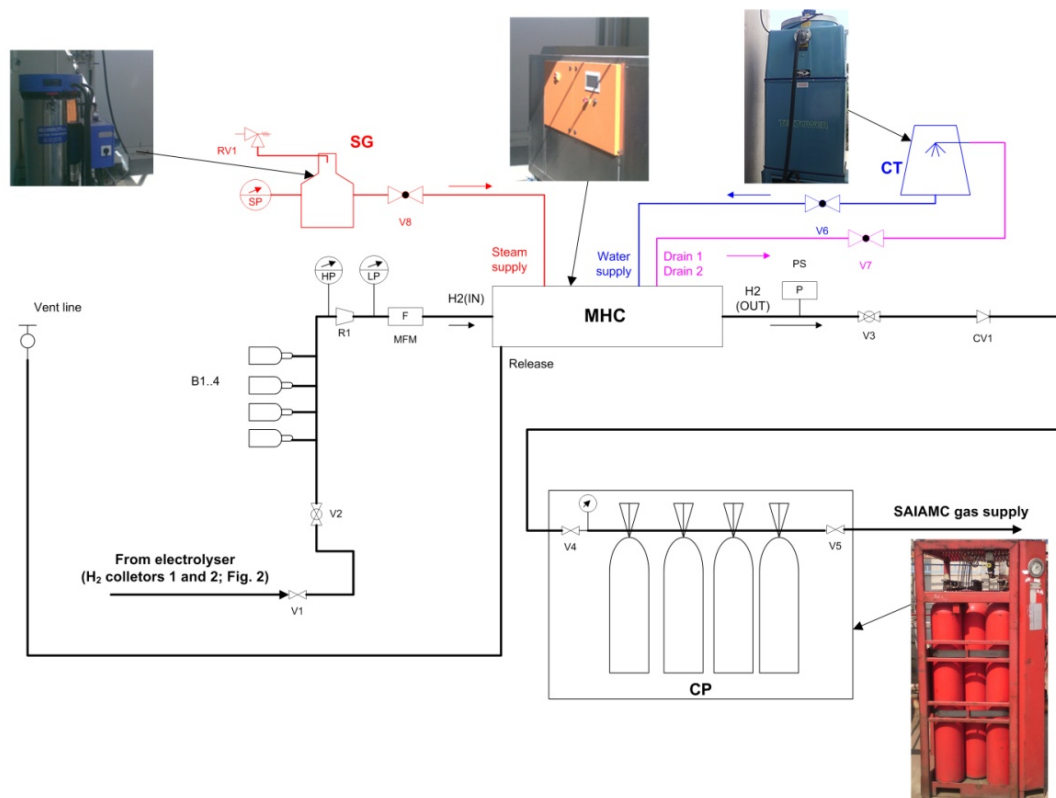 SG
RV1
SP
V8
Steam
supply
CT
V6
V7
Water
supply
Drain 1
Drain 2
PS
P
HP
LP
R1
F
MFM
H2(IN)
MHC
H2
(OUT)
V3
CV1
Release
Vent line
B1..4
V2
From electrolyser
(H₂ colletors 1 and 2; Fig. 2)
V1
V4
V5
SAIAMC gas supply
CP